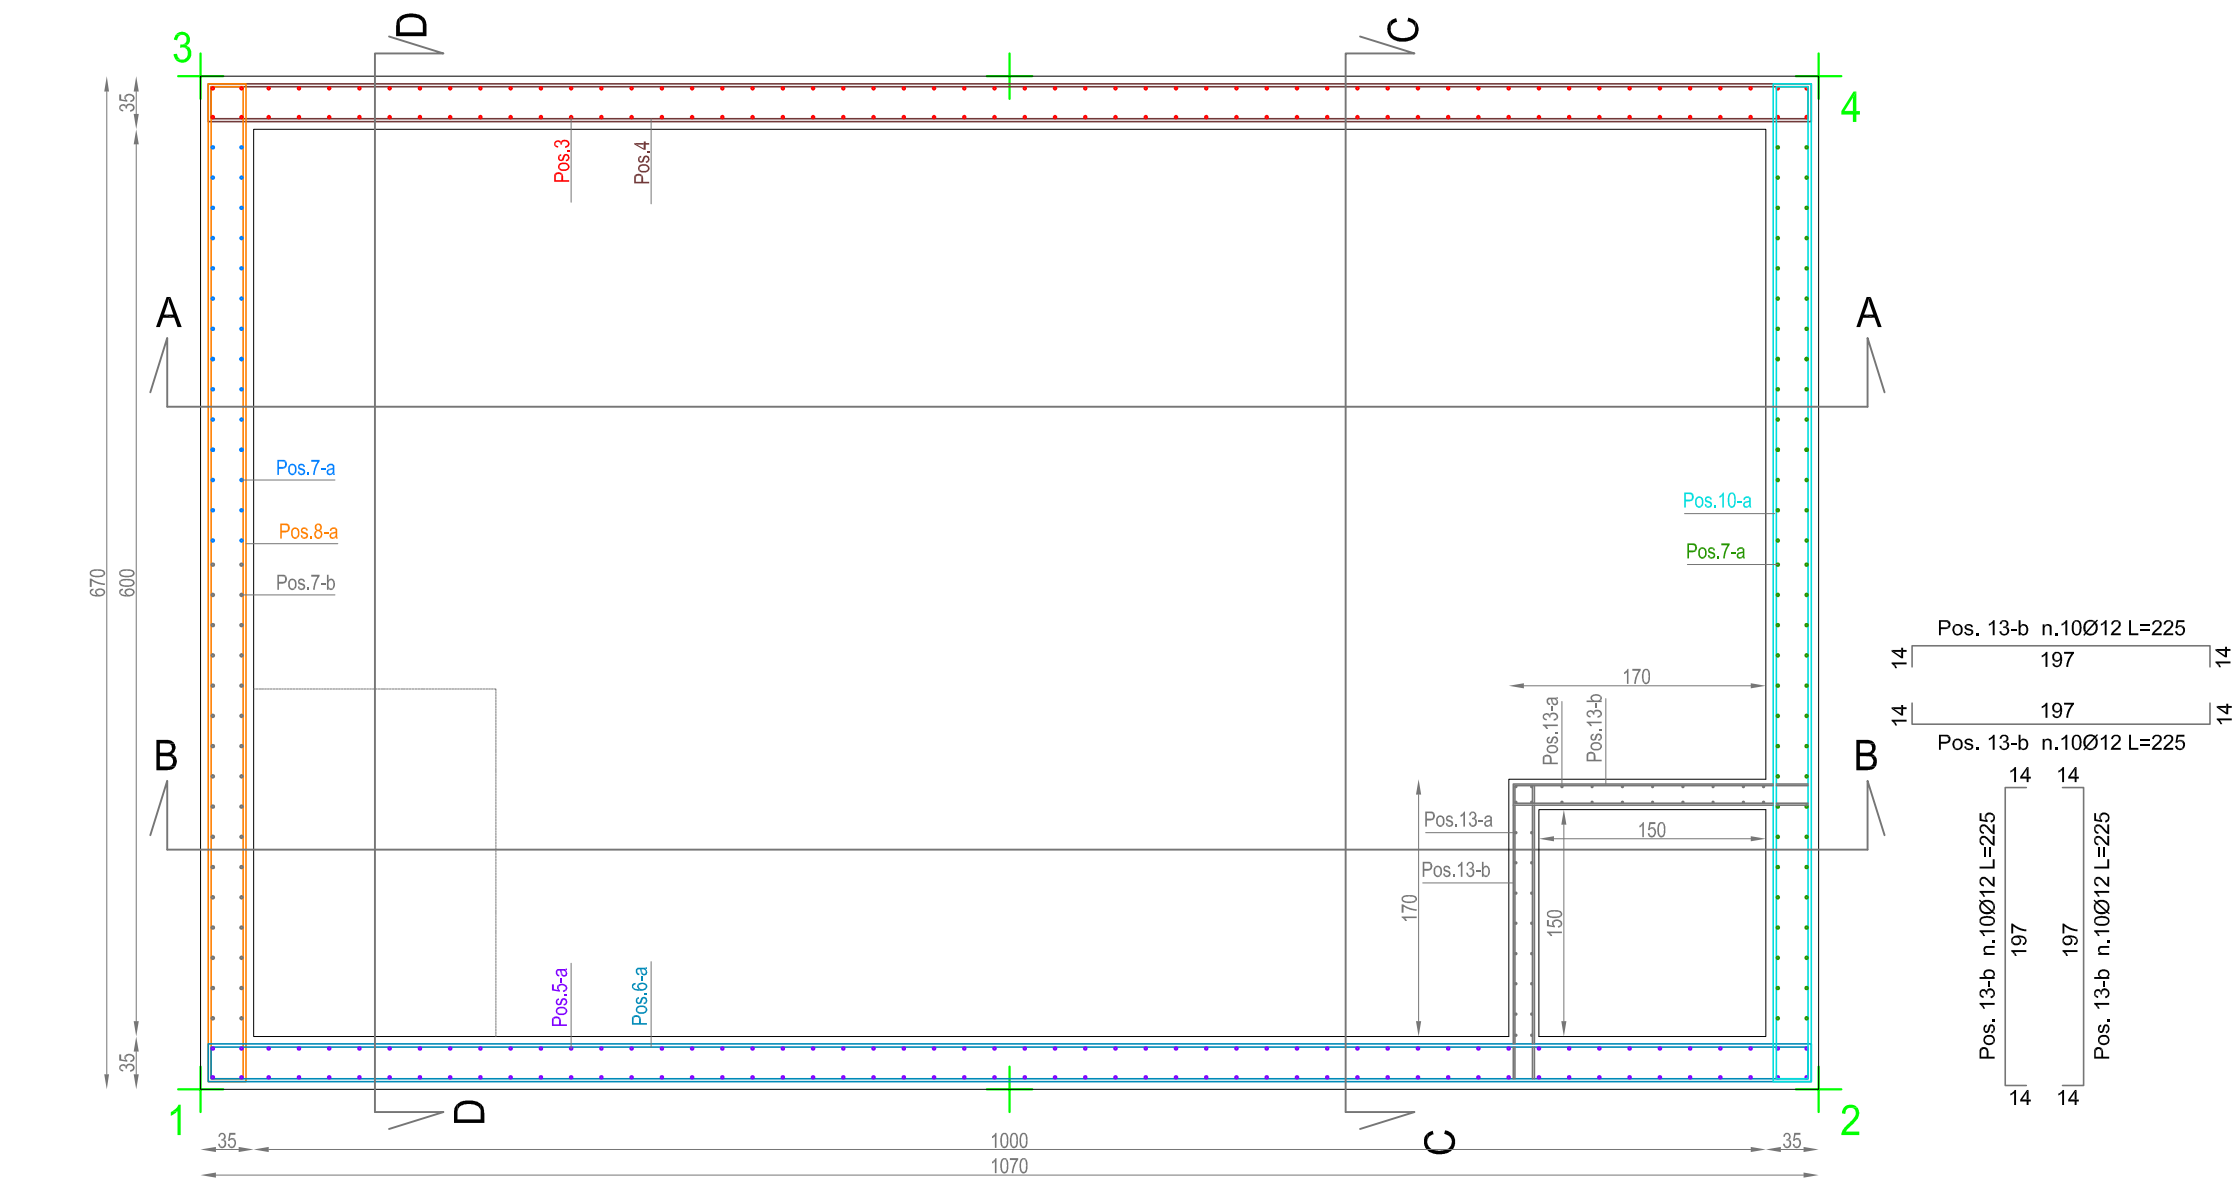 D
C
3
4
35
Pos.3
Pos.4
A
A
Pos.7-a
Pos.8-a
Pos.7-b
Pos.10-a
Pos.7-a
670
600
Pos. 13-b n.10Ø12 L=225
14
197
14
14
197
14
Pos. 13-b n.10Ø12 L=225
170
Pos.13-a
Pos.13-b
B
B
14
14
Pos.13-a
150
Pos.13-b
170
150
Pos. 13-b n.10Ø12 L=225
197
197
Pos. 13-b n.10Ø12 L=225
Pos.5-a
Pos.6-a
35
14
14
1
D
C
2
35
1000
35
1070